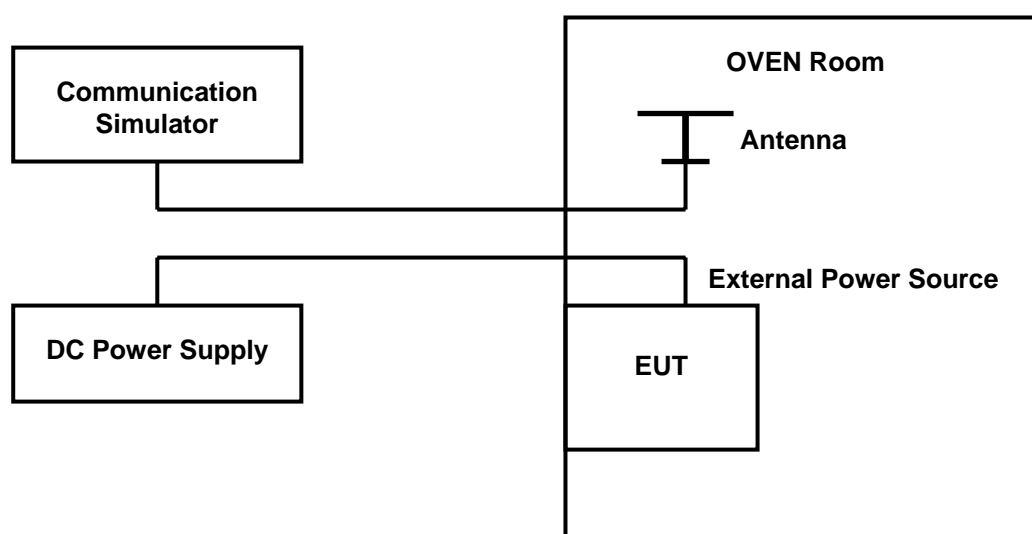 OVEN Room
Communication
Simulator
Antenna
External Power Source
DC Power Supply
EUT